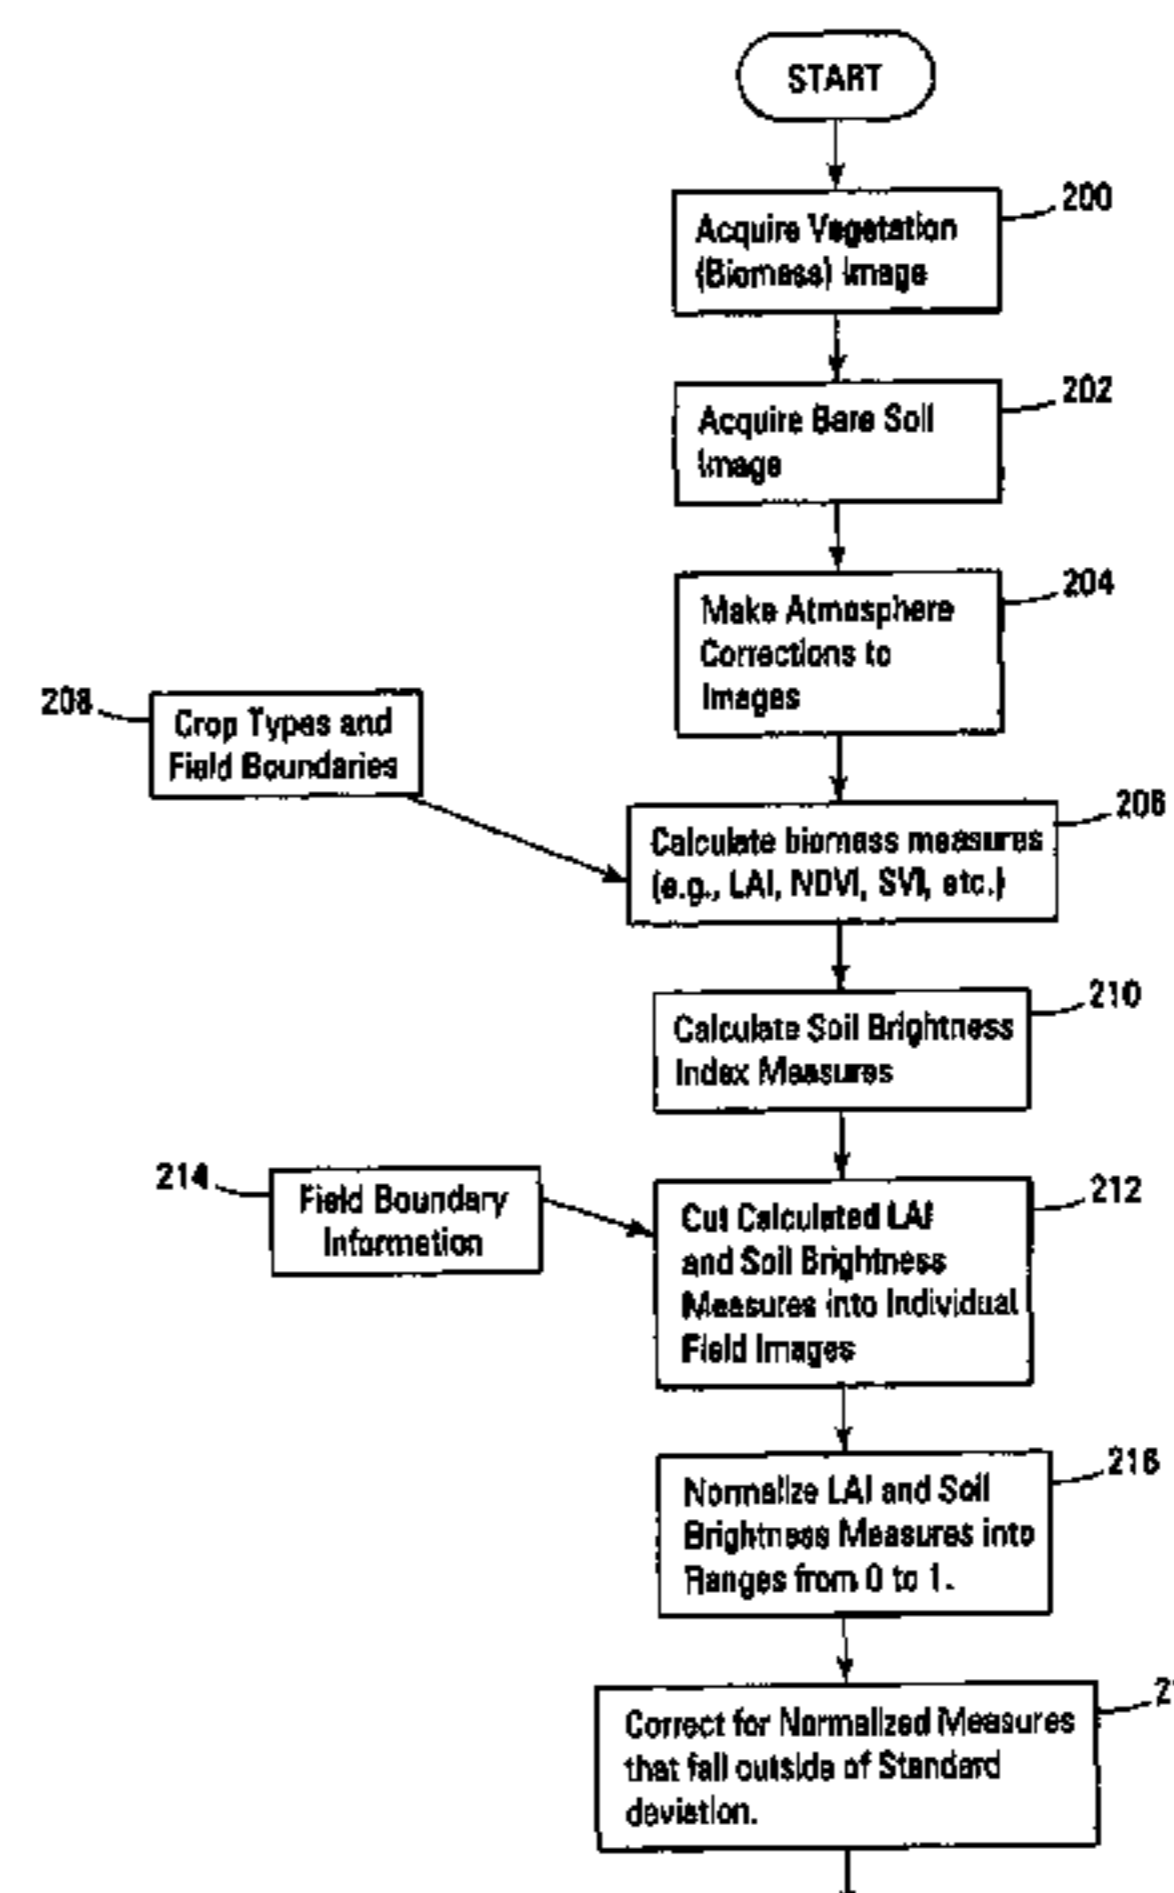 START
200
Acquire Vegetation
(Biomass) Image
202
Acquire Bare Soil
Image
204
Make Atmosphere
Corrections to
Images
208
Crop Types and
Field Boundaries
206
Calculate biomass measures
(e.g., LAI, NDVI, SVI, etc.)
210
Calculate Soil Brightness
Index Measures
214
Field Boundary
Information
212
Cut Calculated LAI
and Soil Brightness
Measures into Individual
Field Images
216
Normalize LAI and Soil
Brightness Measures into
Ranges from 0 to 1.
Correct for Normalized Measures
that fall outside of Standard
deviation.